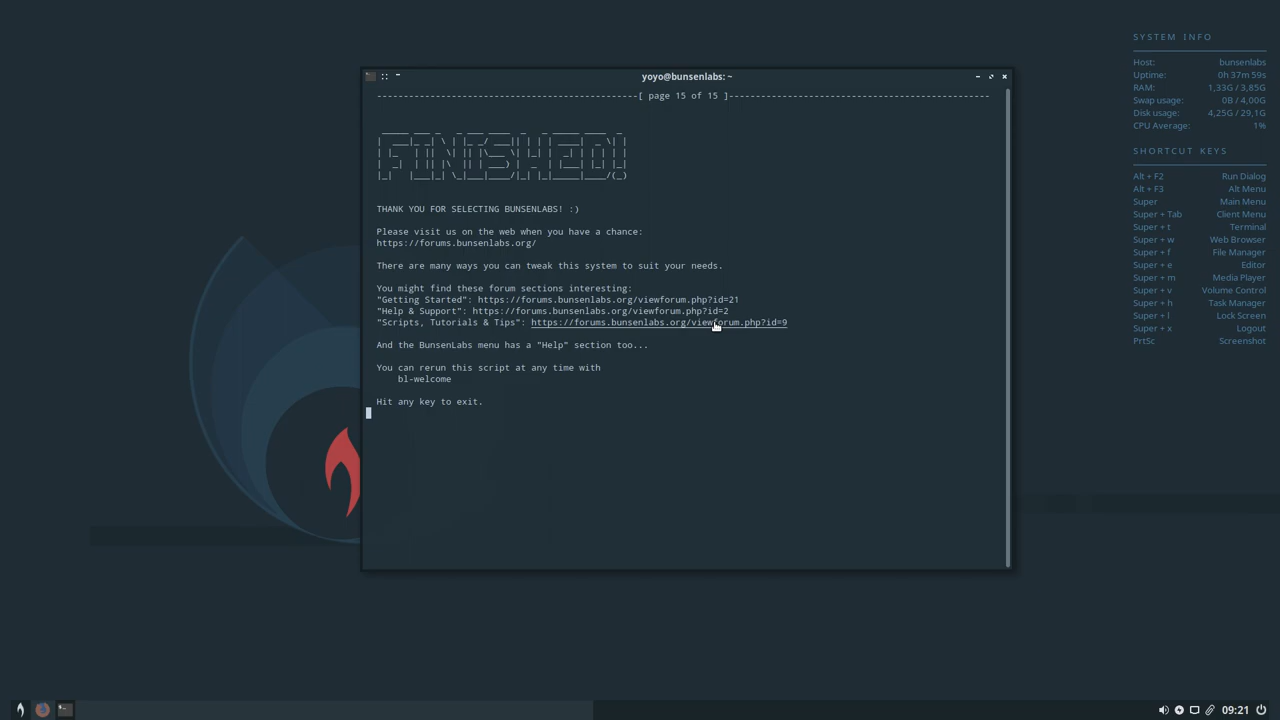 yoyo@bunsenlabs: ~
--------------------------------------------------[ page 15 of 15 ]--------------------------------------------------
FINISHED!
THANK YOU FOR SELECTING BUNSENLABS! :)
Please visit us on the web when you have a chance:
https://forums.bunsenlabs.org/
There are many ways you can tweak this system to suit your needs.
You might find these forum sections interesting:
"Getting Started": https://forums.bunsenlabs.org/viewforum.php?id=21
"Help & Support": https://forums.bunsenlabs.org/viewforum.php?id=2
"Scripts, Tutorials & Tips": https://forums.bunsenlabs.org/viewforum.php?id=9
And the BunsenLabs menu has a "Help" section too...
You can rerun this script at any time with
bl-welcome
Hit any key to exit.
SYSTEM INFO
Host: bunsenlabs
Uptime: 0h 37m 59s
RAM: 1,33G / 3,85G
Swap usage: 0B / 4,00G
Disk usage: 4,25G / 29,1G
CPU Average: 1%
SHORTCUT KEYS
Alt + F2 Run Dialog
Alt + F3 Alt Menu
Super Main Menu
Super + Tab Client Menu
Super + t Terminal
Super + w Web Browser
Super + f File Manager
Super + e Editor
Super + m Media Player
Super + v Volume Control
Super + h Task Manager
Super + l Lock Screen
Super + x Logout
PrtSc Screenshot
09:21